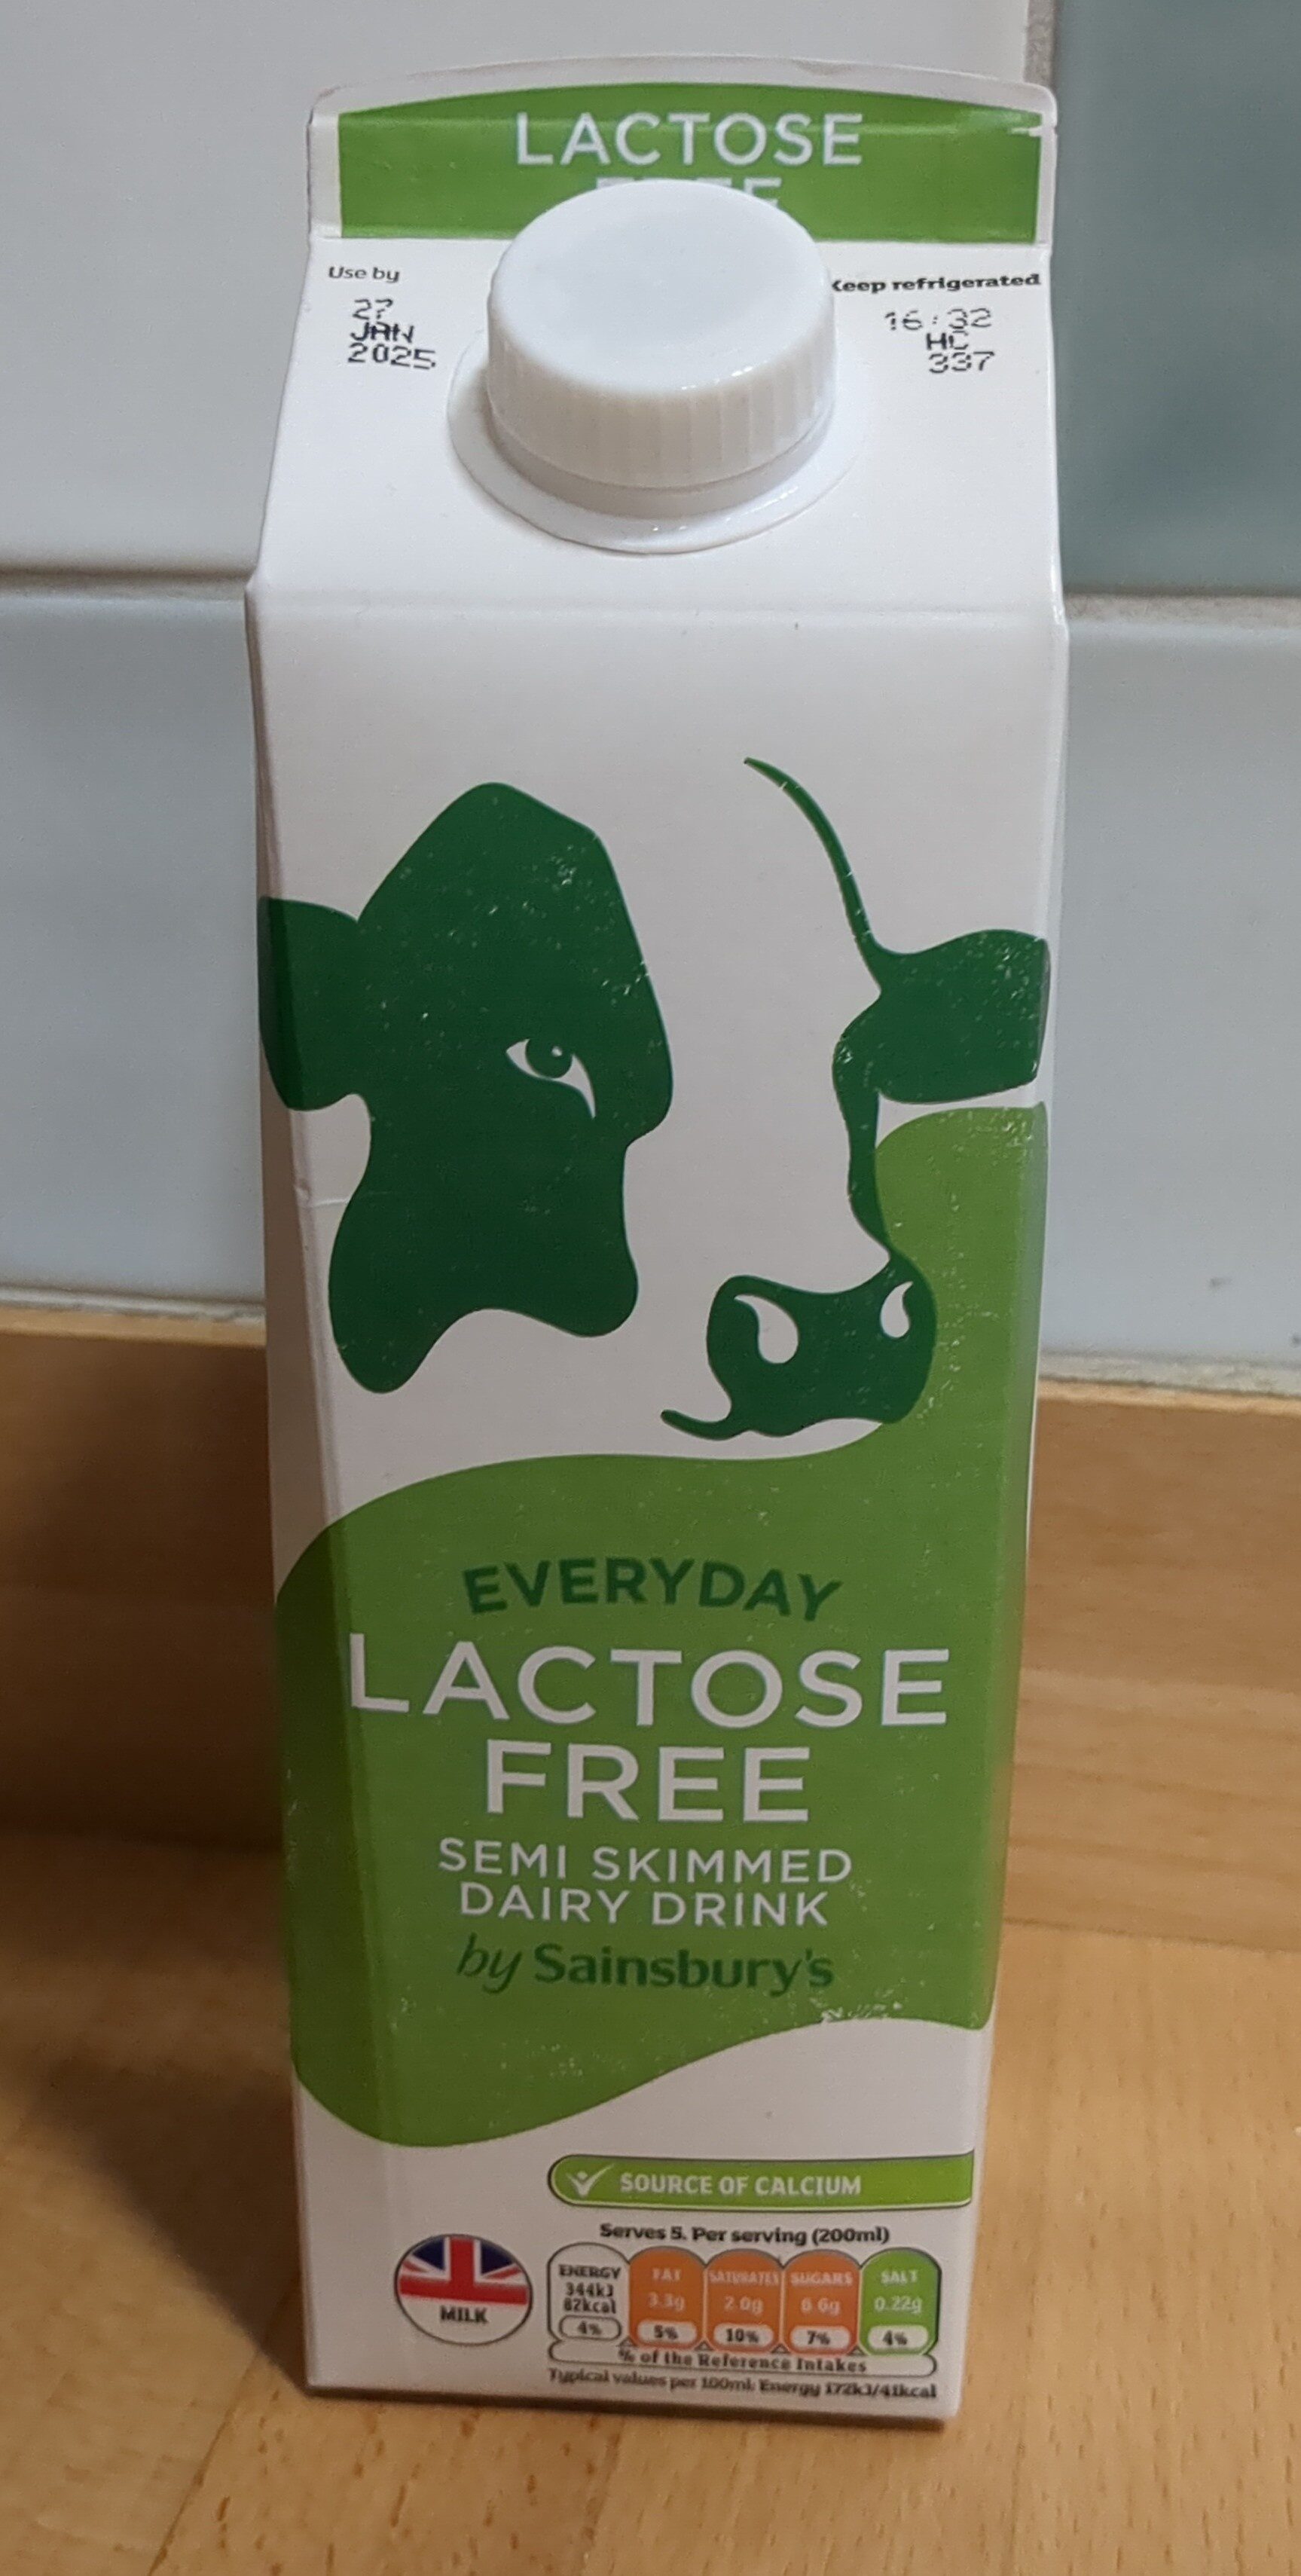 LACTOSE
Use by
27
JAN
2025
Keep refrigerated
16:32
HC
337
EVERYDAY
LACTOSE
FREE
SEMI SKIMMED
DAIRY DRINK
by Sainsbury's
SOURCE OF CALCIUM
Serves 5. Per serving (200ml)
ENERGY
344kJ
82kcal
4%
FAT
3.3g
5%
SATURATES
2.0g
10%
SUGARS
6.6g
7%
SALT
0.22g
4%
% of the Reference Intakes
Typical values per 100ml: Energy 172kJ/41kcal
MILK